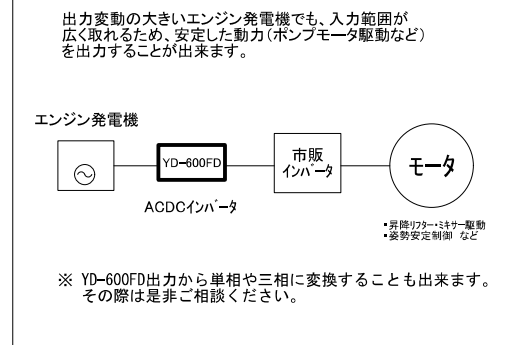 出力変動の大きいエンジン発電機でも、入力範囲が
広く取れるため、安定した動力(ポンプモータ駆動など)
を出力することが出来ます。
エンジン発電機
YD-600FD
市販
インバータ
モータ
ACDCインバータ
・昇降リフター・ミキサー駆動
・姿勢安定制御 など
※ YD-600FD出力から単相や三相に変換することも出来ます。
その際は是非ご相談ください。